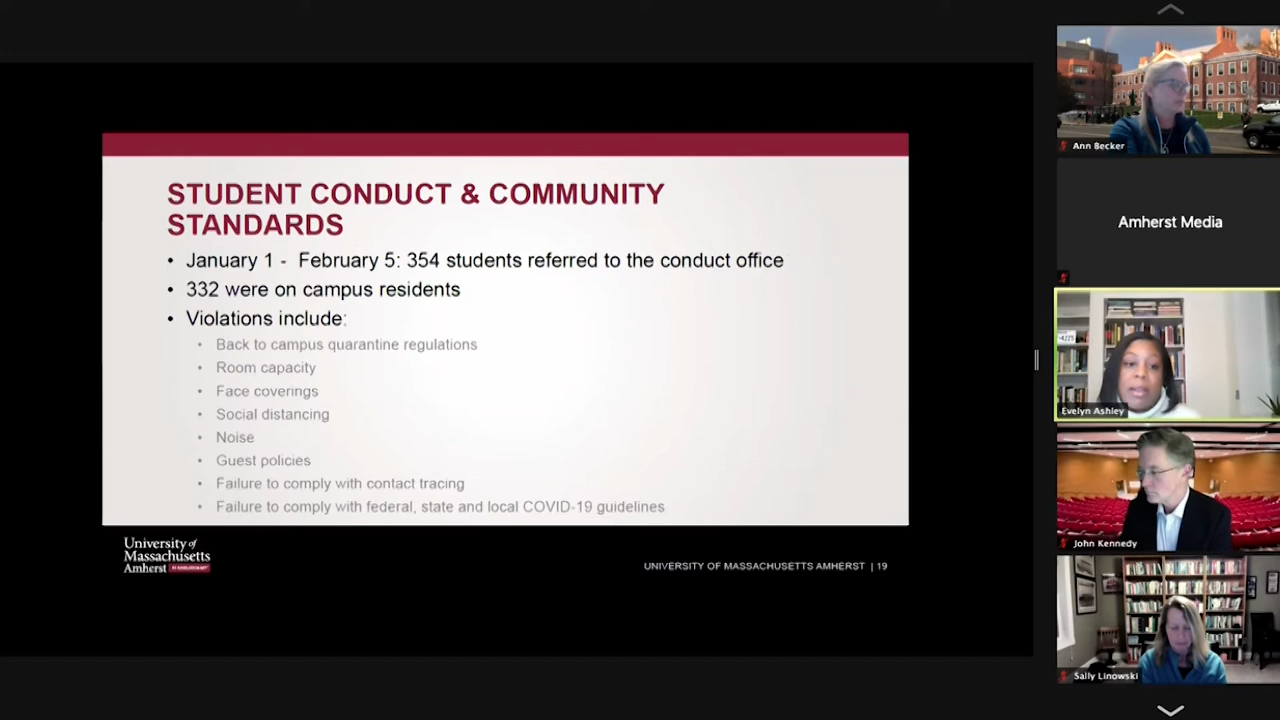 STUDENT CONDUCT & COMMUNITY
STANDARDS
• January 1 - February 5: 354 students referred to the conduct office
• 332 were on campus residents
• Violations include:
• Back to campus quarantine regulations
• Room capacity
• Face coverings
• Social distancing
• Noise
• Guest policies
• Failure to comply with contact tracing
• Failure to comply with federal, state and local COVID-19 guidelines
University of
Massachusetts
Amherst
UNIVERSITY OF MASSACHUSETTS AMHERST | 19
Ann Becker
Amherst Media
Evelyn Ashley
John Kennedy
Sally Linowski